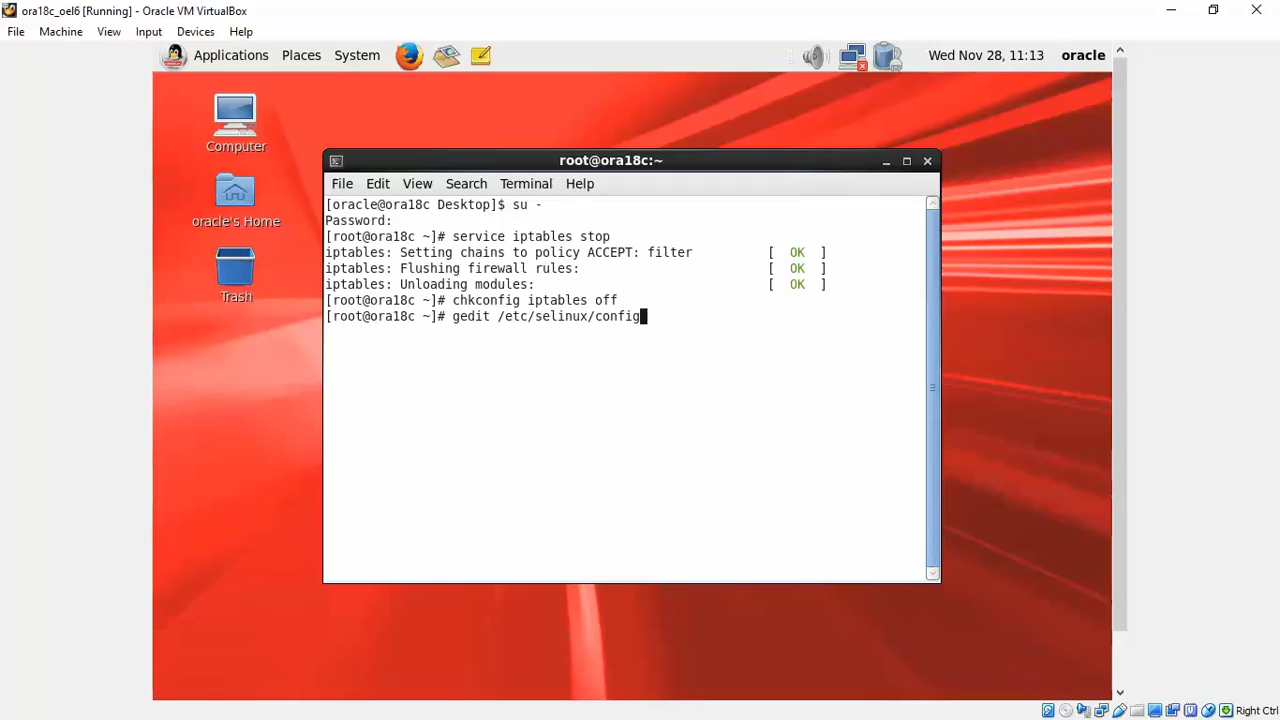 ora18c_oel6 [Running] - Oracle VM VirtualBox
File Machine View Input Devices Help
Applications Places System Wed Nov 28, 11:13 oracle
Computer
oracle's Home
Trash
root@ora18c:~
File Edit View Search Terminal Help
[oracle@ora18c Desktop]$ su -
Password:
[root@ora18c ~]# service iptables stop
iptables: Setting chains to policy ACCEPT: filter [ OK ]
iptables: Flushing firewall rules: [ OK ]
iptables: Unloading modules: [ OK ]
[root@ora18c ~]# chkconfig iptables off
[root@ora18c ~]# gedit /etc/selinux/config
Right Ctrl